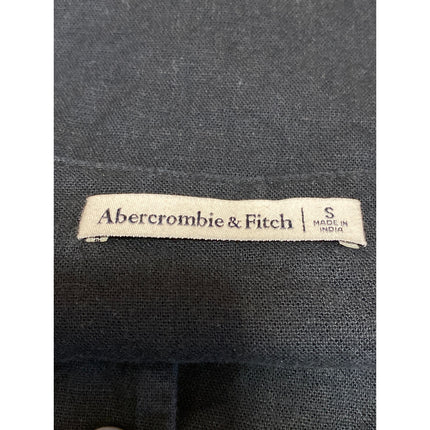 Abercrombie & Fitch
S
MADE IN
INDIA